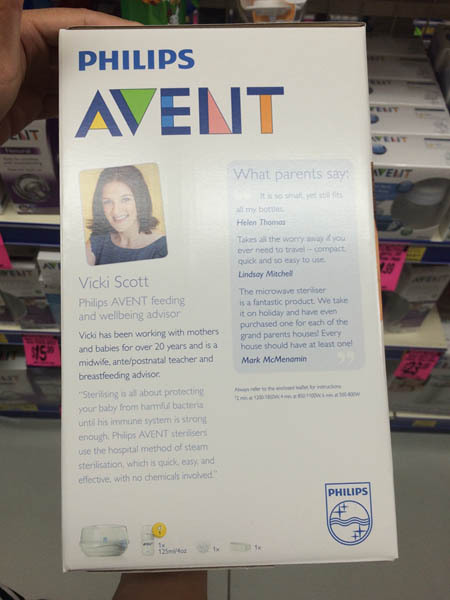 PHILIPS
AVENT
Vicki Scott
Philips AVENT feeding
and wellbeing advisor
Vicki has been working with mothers
and babies for over 20 years and is a
midwife, ante/postnatal teacher and
breastfeeding advisor.
"Sterilising is all about protecting
your baby from harmful bacteria
until his immune system is strong
enough. Philips AVENT sterilisers
use the hospital method of steam
sterilisation, which is quick, easy, and
effective, with no chemicals involved."
What parents say:
It is so small, yet still fits
all my bottles.
Helen Thomas
Takes all the worry away if you
ever need to travel – compact,
quick and so easy to use.
Lindsay Mitchell
The microwave steriliser
is a fantastic product. We take
it on holiday and have even
purchased one for each of the
grand parents houses! Every
house should have at least one!
Mark McMenamin
Always refer to the enclosed leaflet for instructions.
PHILIPS
1x
125ml/4oz
1x
1x
$15